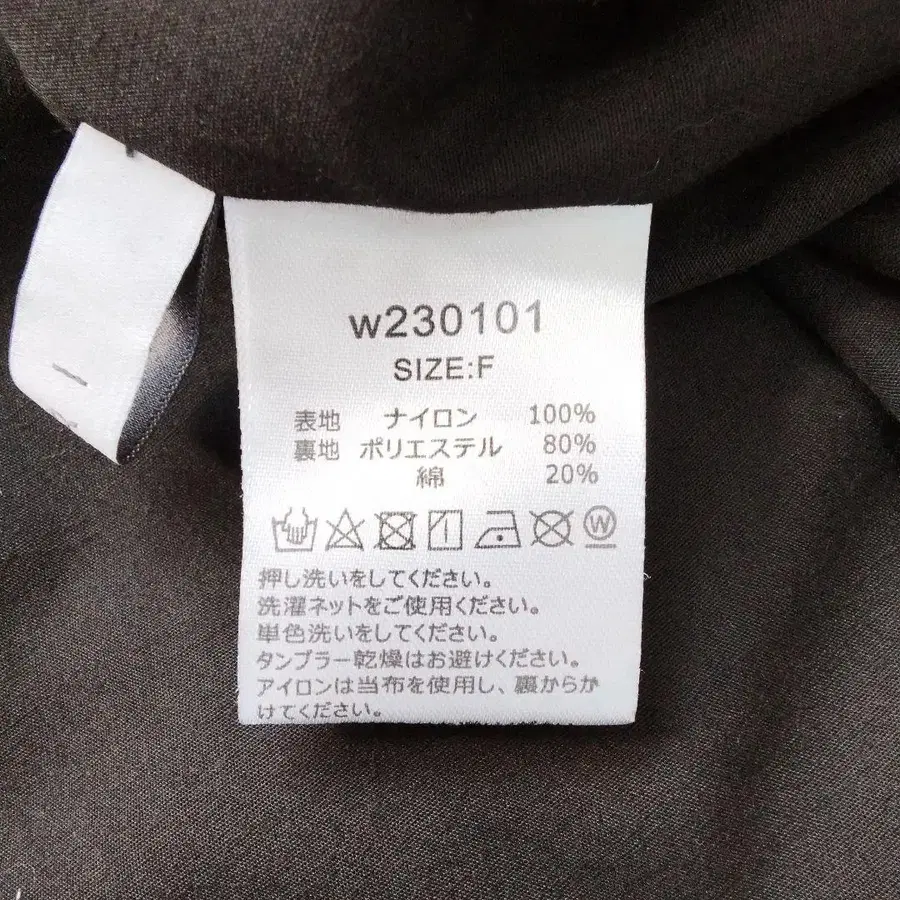 w230101
SIZE:F
表地 ナイロン 100%
裏地 ポリエステル 80%
綿 20%
W
押し洗いをしてください。
洗濯ネットをご使用ください。
単色洗いをしてください。
タンブラー乾燥はお避けください。
アイロンは当布を使用し、裏からか
けてください。